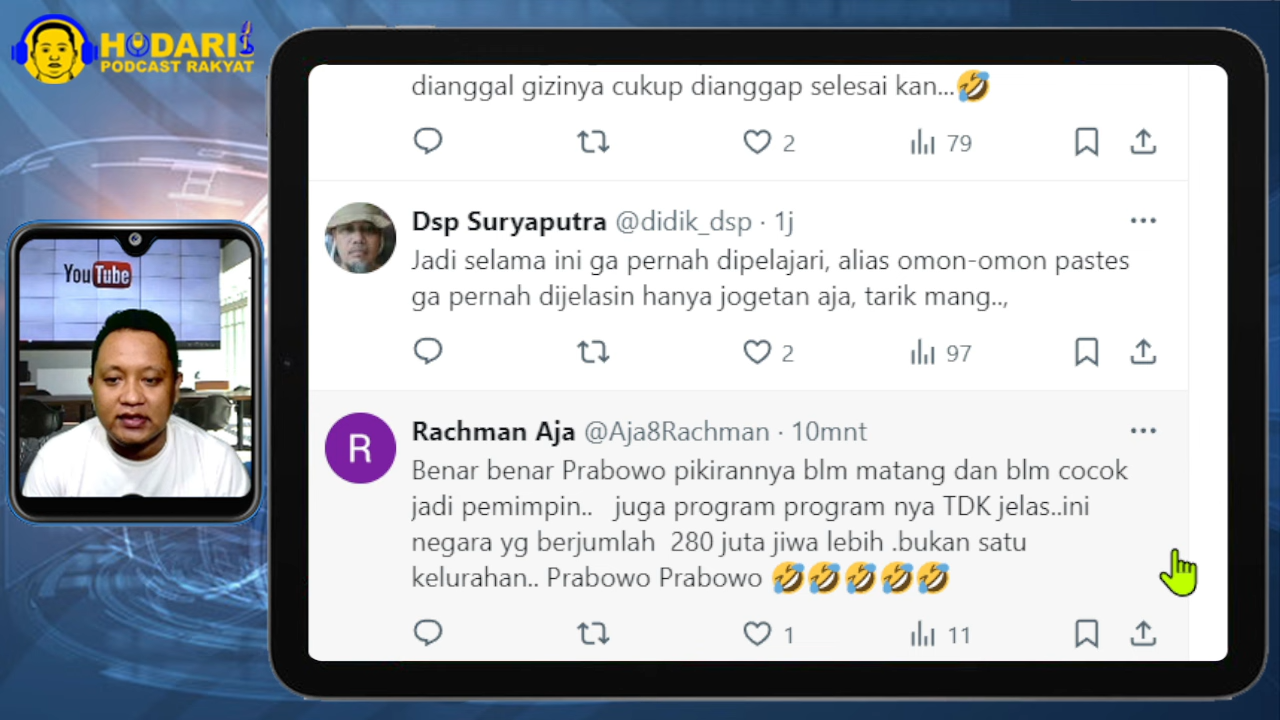 HODARI
PODCAST RAKYAT
YouTube
dianggal gizinya cukup dianggap selesai kan...🤣
2
79
Dsp Suryaputra @didik_dsp · 1j
Jadi selama ini ga pernah dipelajari, alias omon-omon pastes
ga pernah dijelasin hanya jogetan aja, tarik mang..,
2
97
R
Rachman Aja @Aja8Rachman · 10mnt
Benar benar Prabowo pikirannya blm matang dan blm cocok
jadi pemimpin..   juga program program nya TDK jelas..ini
negara yg berjumlah  280 juta jiwa lebih .bukan satu
kelurahan.. Prabowo Prabowo 🤣🤣🤣🤣🤣
1
11